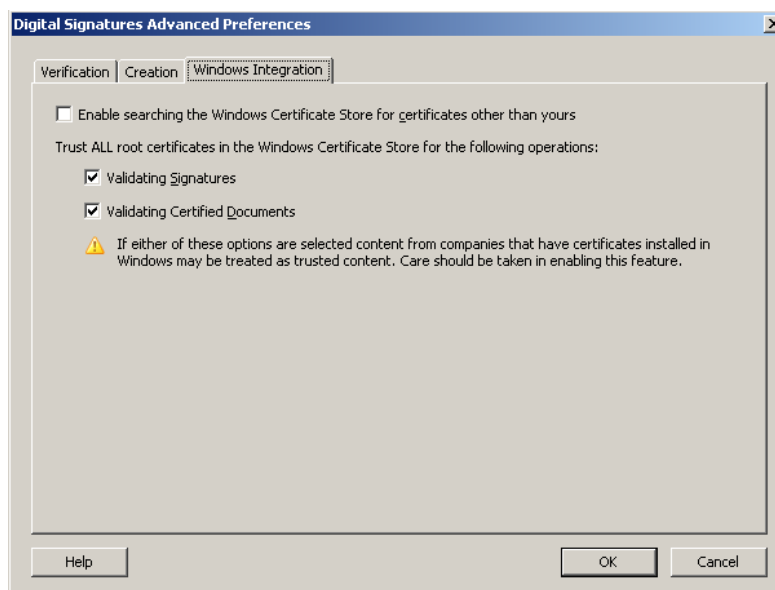 Digital Signatures Advanced Preferences
Verification Creation Windows Integration
Enable searching the Windows Certificate Store for certificates other than yours
Trust ALL root certificates in the Windows Certificate Store for the following operations:
Validating Signatures
Validating Certified Documents
If either of these options are selected content from companies that have certificates installed in
Windows may be treated as trusted content. Care should be taken in enabling this feature.
Help OK Cancel